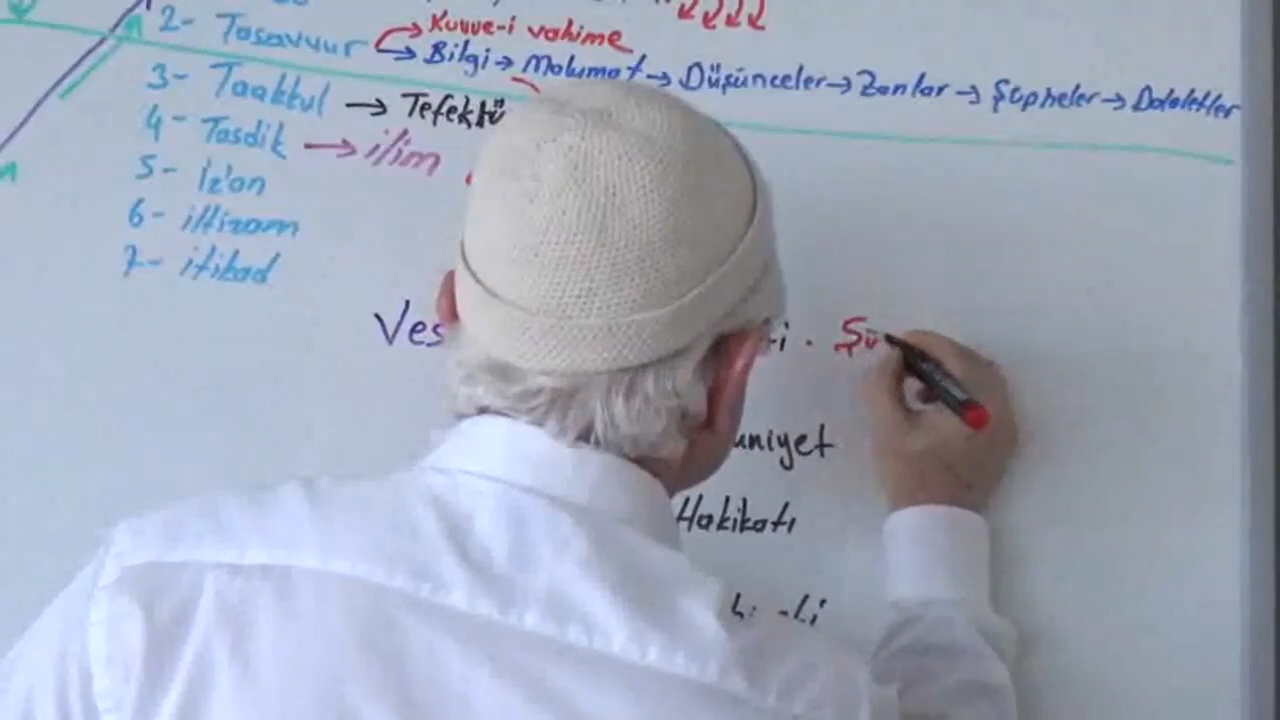 2- Tasavvur Kuvve-i vahime
Bilgi → Malumat → Düşünceler → Zanlar → Şüpheler → Dalaletler
3- Taakkul → Tefekkü
4- Tasdik → ilim
5- İz'an
6- iltizam
7- itikad
Ves i . Şü
uniyet
Hakikatı